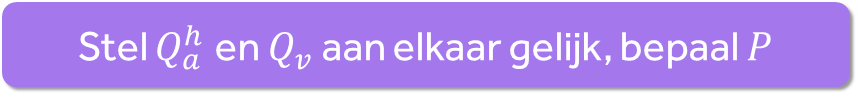 Stel $Q_a^h$ en $Q_v$ aan elkaar gelijk, bepaal $P$